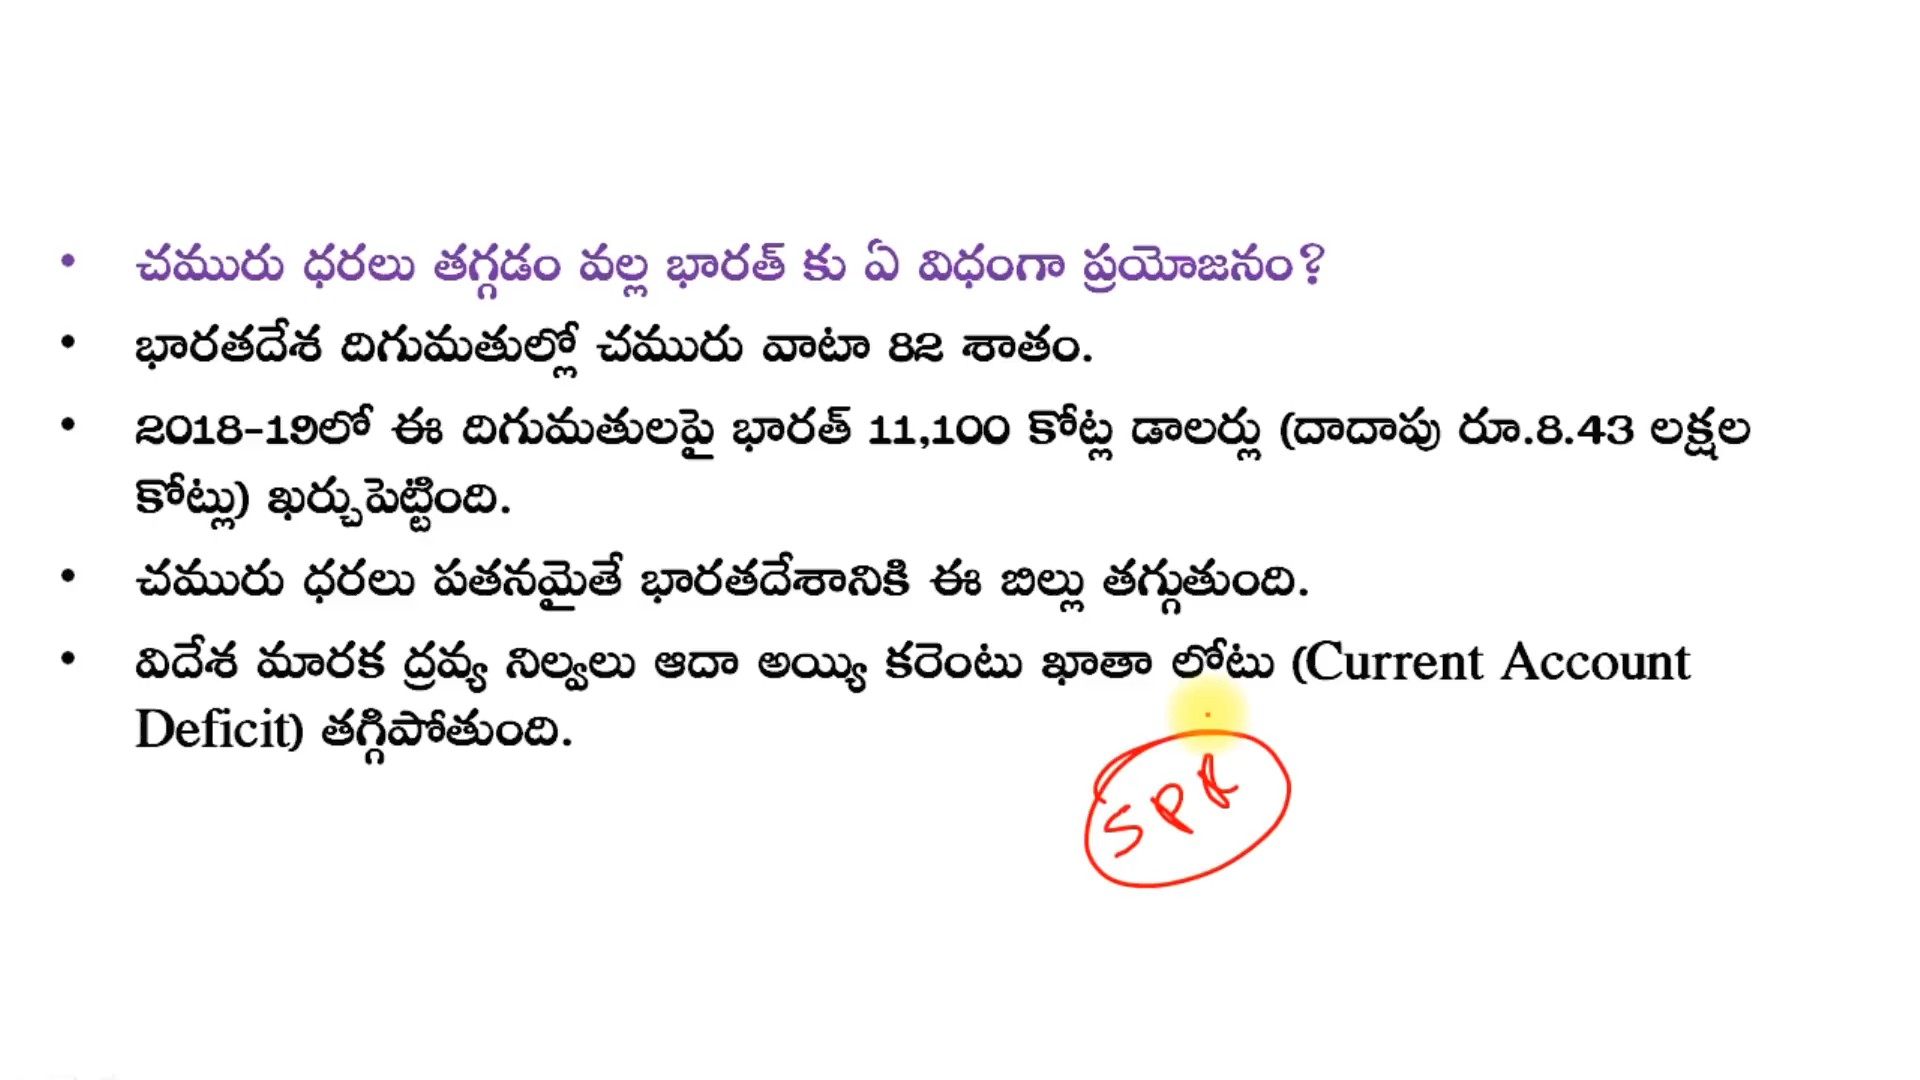 • చమురు ధరలు తగ్గడం వల్ల భారత్ కు ఏ విధంగా ప్రయోజనం?
• భారతదేశ దిగుమతుల్లో చమురు వాటా 82 శాతం.
• 2018-19లో ఈ దిగుమతులపై భారత్ 11,100 కోట్ల డాలర్లు (దాదాపు రూ.8.43 లక్షల
కోట్లు) ఖర్చుపెట్టింది.
• చమురు ధరలు పతనమైతే భారతదేశానికి ఈ బిల్లు తగ్గుతుంది.
• విదేశ మారక ద్రవ్య నిల్వలు ఆదా అయ్యి కరెంటు ఖాతా లోటు (Current Account
Deficit) తగ్గిపోతుంది.
SPR